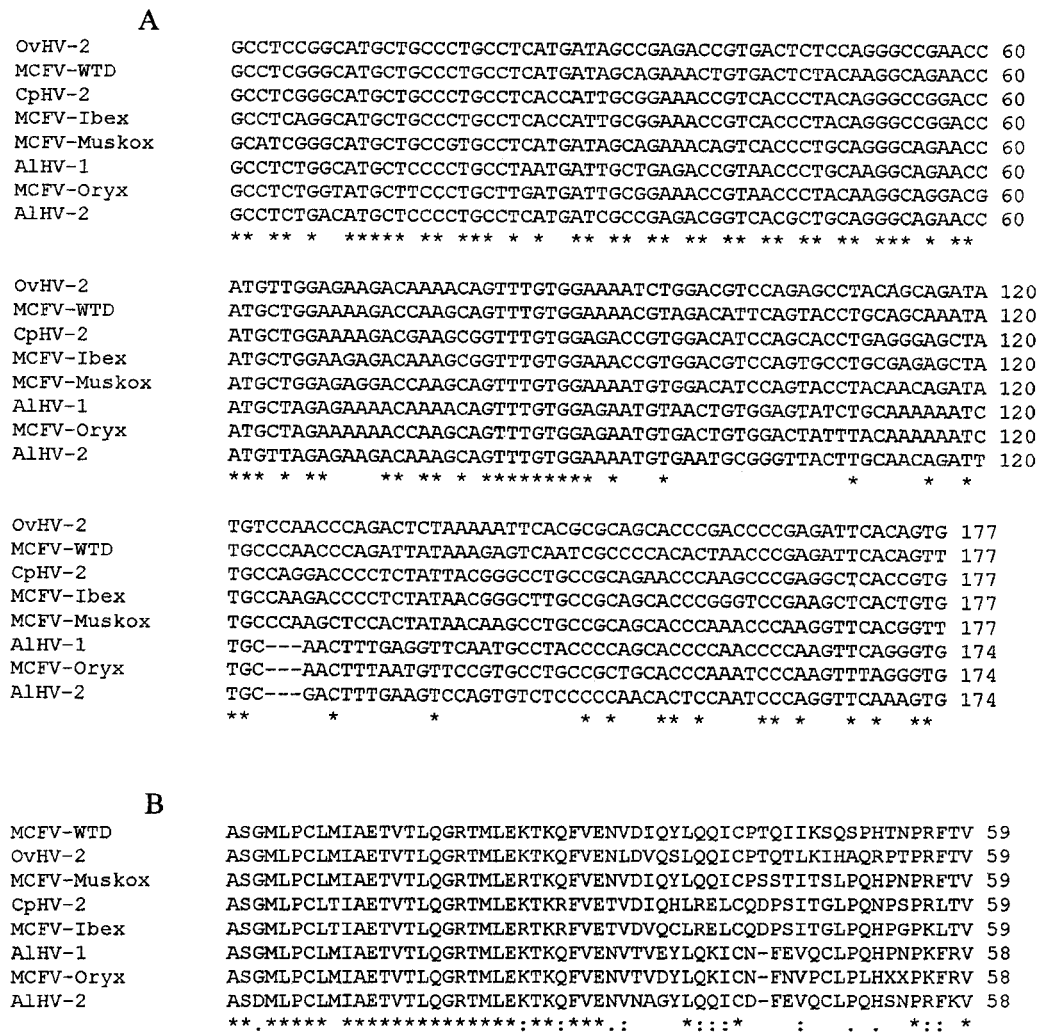 A
OvHV-2 GCCTCCGGCATGCTGCCCTGCCTCATGATAGCCGAGACCGTGACTCTCCAGGGCCGAACC 60
MCFV-WTD GCCTCGGGCATGCTGCCCTGCCTCATGATAGCAGAAACTGTGACTCTACAAGGCAGAACC 60
CpHV-2 GCCTCGGGCATGCTGCCCTGCCTCACCATTGCGGAAACCGTCACCCTACAGGGCCGGACC 60
MCFV-Ibex GCCTCAGGCATGCTGCCCTGCCTCACCATTGCGGAAACCGTCACCCTACAGGGCCGGACC 60
MCFV-Muskox GCATCGGGCATGCTGCCGTGCCTCATGATAGCAGAAACAGTCACCCTGCAGGGCAGAACC 60
AlHV-1 GCCTCTGGCATGCTCCCCTGCCTAATGATTGCTGAGACCGTAACCCTGCAAGGCAGAACC 60
MCFV-Oryx GCCTCTGGTATGCTTCCCTGCTTGATGATTGCGGAAACCGTAACCCTACAAGGCAGGACG 60
AlHV-2 GCCTCTGACATGCTCCCCTGCCTCATGATCGCCGAGACGGTCACGCTGCAGGGCAGAACC 60
** ** * ***** ** ** * * ** ** ** ** ** ** ** *** * **
OvHV-2 ATGTTGGAGAAGACAAAACAGTTTGTGGAAAATCTGGACGTCCAGAGCCTACAGCAGATA 120
MCFV-WTD ATGCTGGAAAAGACCAAGCAGTTTGTGGAAAACGTAGACATTCAGTACCTGCAGCAAATA 120
CpHV-2 ATGCTGGAAAAGACGAAGCGGTTTGTGGAGACCGTGGACATCCAGCACCTGAGGGAGCTA 120
MCFV-Ibex ATGCTGGAAGAGACAAAGCGGTTTGTGGAAACCGTGGACGTCCAGTGCCTGCGAGAGCTA 120
MCFV-Muskox ATGCTGGAGAGGACCAAGCAGTTTGTGGAAAATGTGGACATCCAGTACCTACAACAGATA 120
AlHV-1 ATGCTAGAGAAAACAAAACAGTTTGTGGAGAATGTAACTGTGGAGTATCTGCAAAAAATC 120
MCFV-Oryx ATGCTAGAAAAAACCAAGCAGTTTGTGGAGAATGTGACTGTGGACTATTTACAAAAAATC 120
AlHV-2 ATGTTAGAGAAGACAAAGCAGTTTGTGGAAAATGTGAATGCGGGTTACTTGCAACAGATT 120
*** * ** ** ** * ********* * * * * *
OvHV-2 TGTCCAACCCAGACTCTAAAAATTCACGCGCAGCACCCGACCCCGAGATTCACAGTG 177
MCFV-WTD TGCCCAACCCAGATTATAAAGAGTCAATCGCCCCACACTAACCCGAGATTCACAGTT 177
CpHV-2 TGCCAGGACCCCTCTATTACGGGCCTGCCGCAGAACCCAAGCCCGAGGCTCACCGTG 177
MCFV-Ibex TGCCAAGACCCCTCTATAACGGGCTTGCCGCAGCACCCGGGTCCGAAGCTCACTGTG 177
MCFV-Muskox TGCCCAAGCTCCACTATAACAAGCCTGCCGCAGCACCCAAACCCAAGGTTCACGGTT 177
AlHV-1 TGC---AACTTTGAGGTTCAATGCCTACCCCAGCACCCCAACCCCAAGTTCAGGGTG 174
MCFV-Oryx TGC---AACTTTAATGTTCCGTGCCTGCCGCTGCACCCAAATCCCAAGTTTAGGGTG 174
AlHV-2 TGC---GACTTTGAAGTCCAGTGTCTCCCCCAACACTCCAATCCCAGGTTCAAAGTG 174
** * * * * ** * ** * * * **
B
MCFV-WTD ASGMLPCLMIAETVTLQGRTMLEKTKQFVENVDIQYLQQICPTQIIKSQSPHTNPRFTV 59
OvHV-2 ASGMLPCLMIAETVTLQGRTMLEKTKQFVENLDVQSLQQICPTQTLKIHAQRPTPRFTV 59
MCFV-Muskox ASGMLPCLMIAETVTLQGRTMLERTKQFVENVDIQYLQQICPSSTITSLPQHPNPRFTV 59
CpHV-2 ASGMLPCLTIAETVTLQGRTMLEKTKRFVETVDIQHLRELCQDPSITGLPQNPSPRLTV 59
MCFV-Ibex ASGMLPCLTIAETVTLQGRTMLERTKRFVETVDVQCLRELCQDPSITGLPQHPGPKLTV 59
AlHV-1 ASGMLPCLMIAETVTLQGRTMLEKTKQFVENVTVEYLQKICN-FEVQCLPQHPNPKFRV 58
MCFV-Oryx ASGMLPCLMIAETVTLQGRTMLEKTKQFVENVTVDYLQKICN-FNVPCLPLHXXPKFRV 58
AlHV-2 ASDMLPCLMIAETVTLQGRTMLEKTKQFVENVNAGYLQQICD-FEVQCLPQHSNPRFKV 58
**.***** **************:**:***.: *:::* : . . *:: *